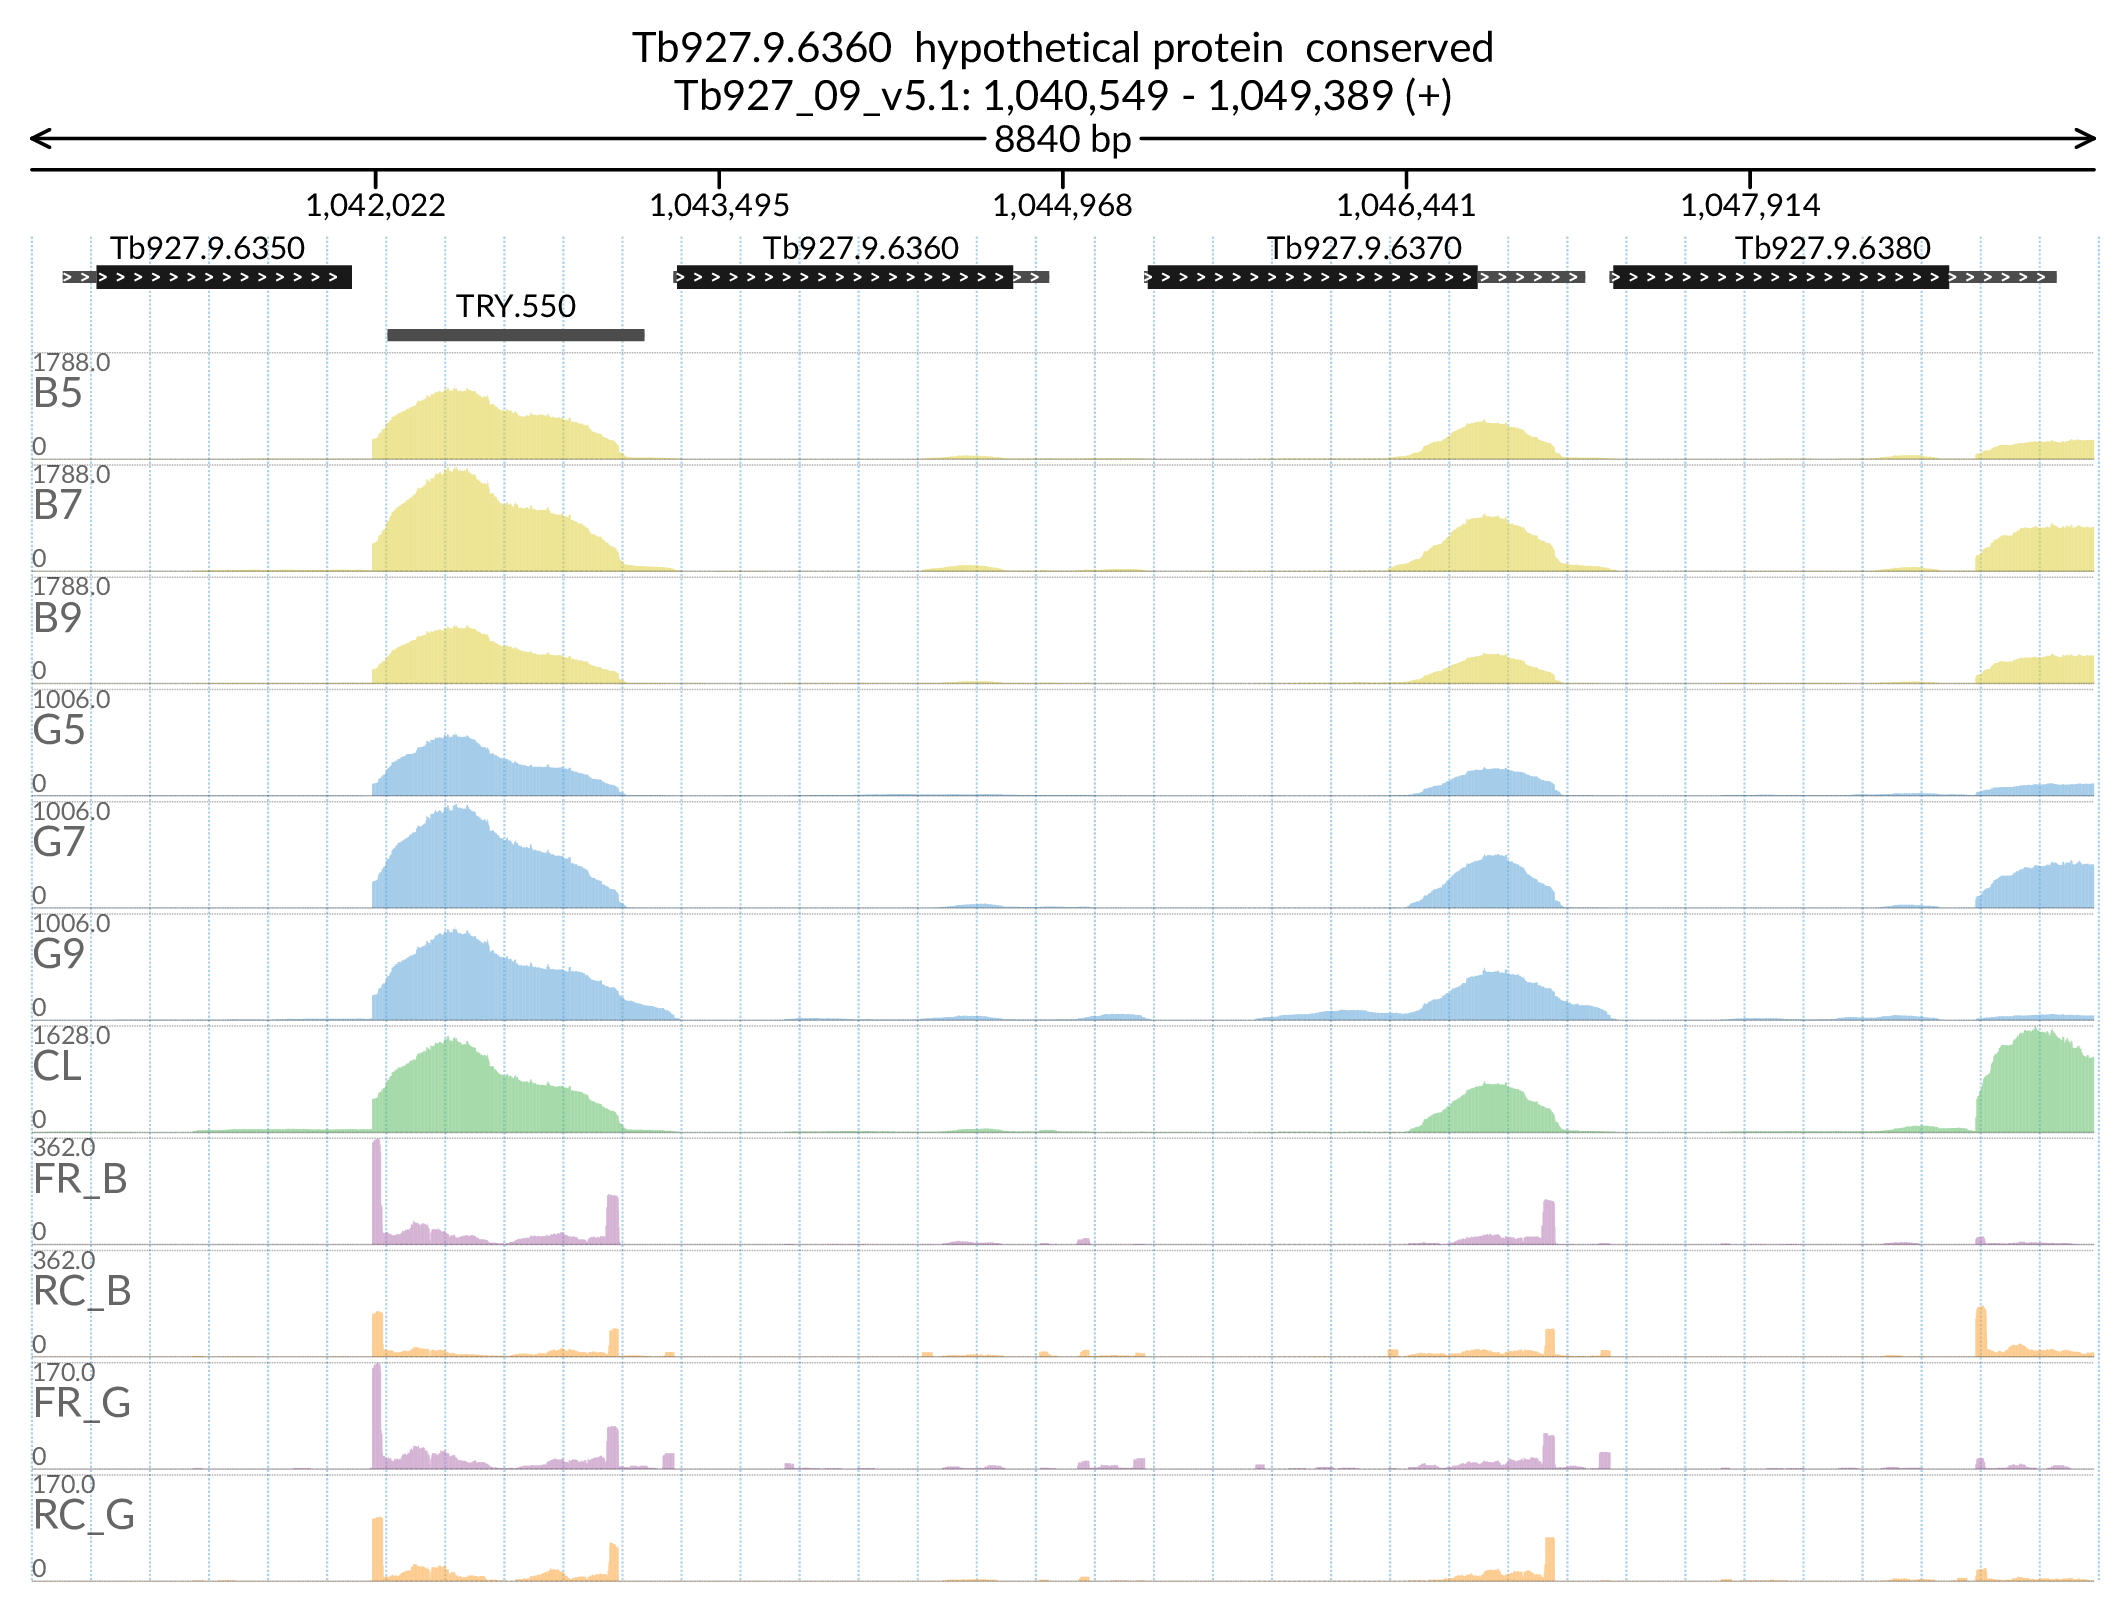 Tb927.9.6360  hypothetical protein  conserved
Tb927_09_v5.1: 1,040,549 - 1,049,389 (+)
8840 bp
1,042,022 1,043,495 1,044,968 1,046,441 1,047,914
Tb927.9.6350 Tb927.9.6360 Tb927.9.6370 Tb927.9.6380
TRY.550
1788.0
B5
0
1788.0
B7
0
1788.0
B9
0
1006.0
G5
0
1006.0
G7
0
1006.0
G9
0
1628.0
CL
0
362.0
FR_B
0
362.0
RC_B
0
170.0
FR_G
0
170.0
RC_G
0